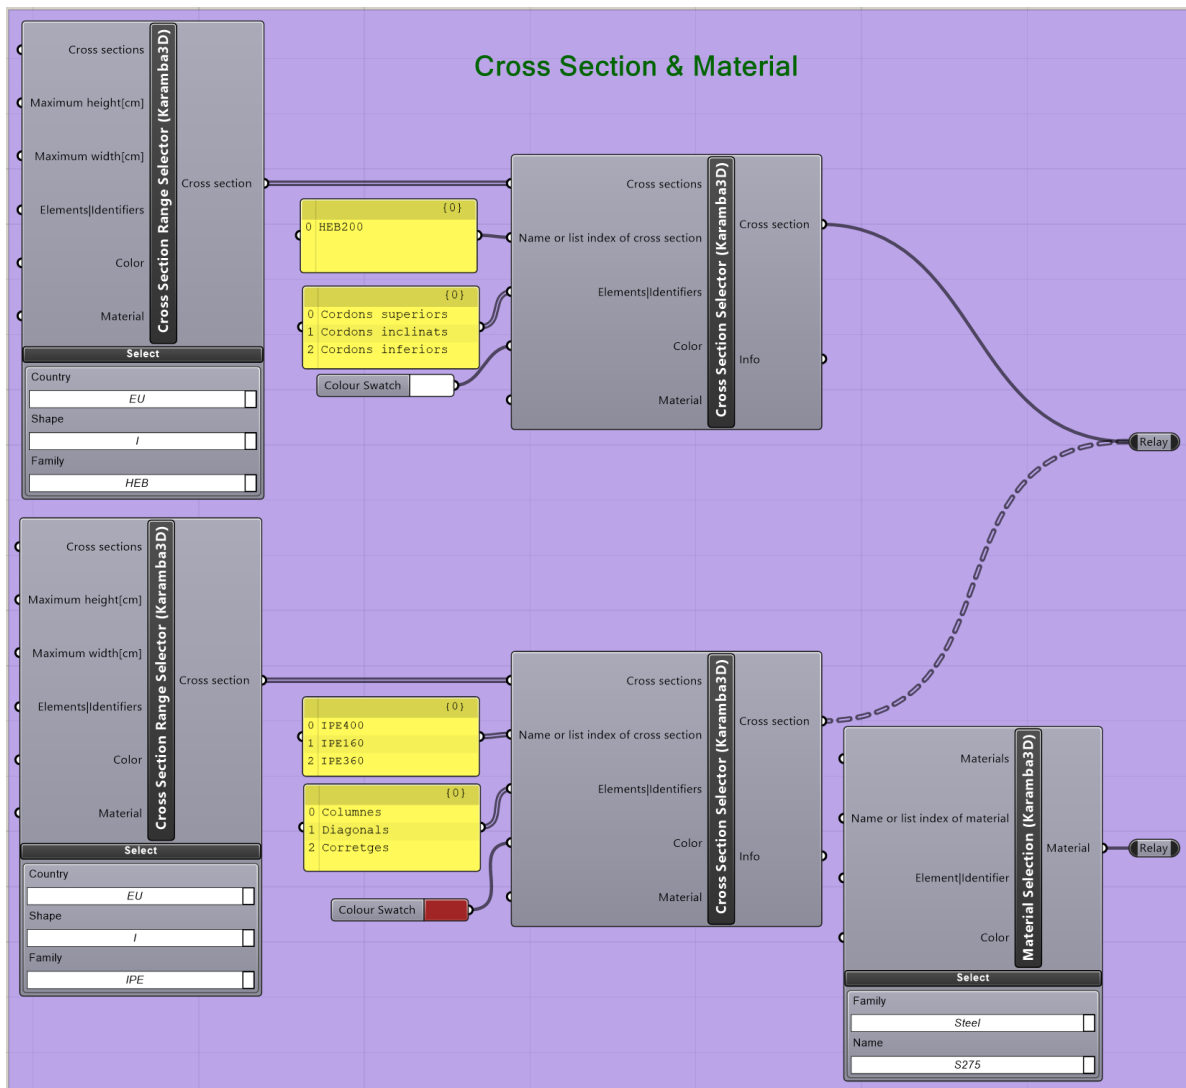 Cross Section & Material
Cross sections
Maximum height[cm]
Maximum width[cm]
Elements|Identifiers
Color
Material
Cross Section Range Selector (Karamba3D)
Cross section
Select
Country
EU
Shape
I
Family
HEB
{0}
0 HEB200
{0}
0 Cordons superiors
1 Cordons inclinats
2 Cordons inferiors
Colour Swatch
Cross sections
Name or list index of cross section
Elements|Identifiers
Color
Material
Cross Section Selector (Karamba3D)
Cross section
Info
Relay
Cross sections
Maximum height[cm]
Maximum width[cm]
Elements|Identifiers
Color
Material
Cross Section Range Selector (Karamba3D)
Cross section
Select
Country
EU
Shape
I
Family
IPE
{0}
0 IPE400
1 IPE160
2 IPE360
{0}
0 Columnes
1 Diagonals
2 Corretges
Colour Swatch
Cross sections
Name or list index of cross section
Elements|Identifiers
Color
Material
Cross Section Selector (Karamba3D)
Cross section
Info
Materials
Name or list index of material
Element|Identifier
Color
Material Selection (Karamba3D)
Material
Relay
Select
Family
Steel
Name
S275